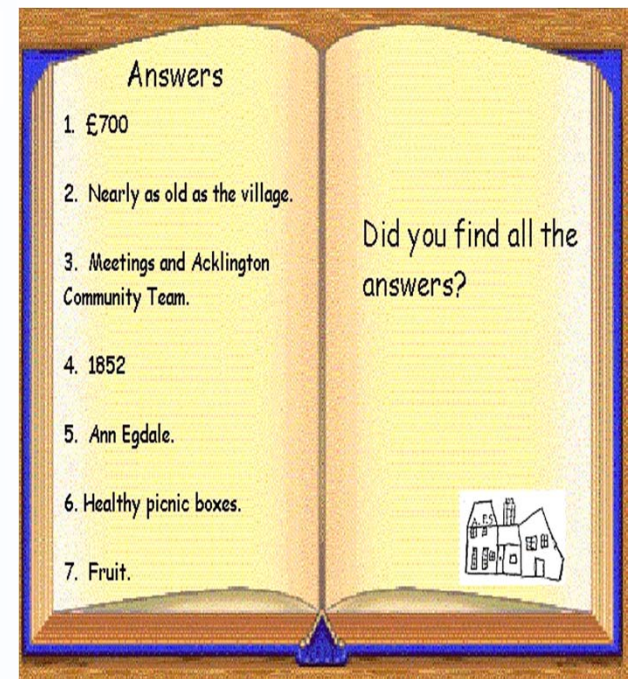 Answers
1. £700
2. Nearly as old as the village.
3. Meetings and Acklington
Community Team.
4. 1852
5. Ann Egdale.
6. Healthy picnic boxes.
7. Fruit.
Did you find all the
answers?